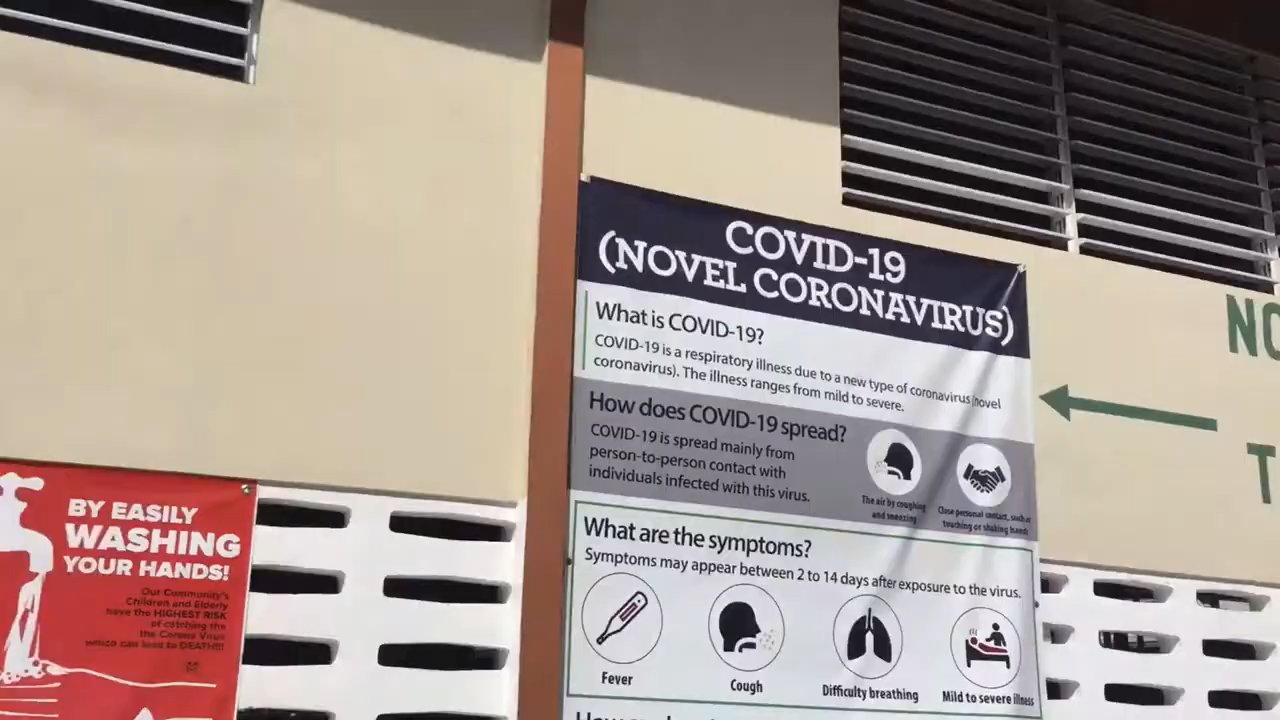 COVID-19
(NOVEL CORONAVIRUS)
What is COVID-19?
COVID-19 is a respiratory illness due to a new type of coronavirus (novel
coronavirus). The illness ranges from mild to severe.
How does COVID-19 spread?
COVID-19 is spread mainly from
person-to-person contact with
individuals infected with this virus.
The air by coughing
and sneezing
Close personal contact, such as
touching or shaking hands
What are the symptoms?
Symptoms may appear between 2 to 14 days after exposure to the virus.
Fever
Cough
Difficulty breathing
Mild to severe illness
BY EASILY
WASHING
YOUR HANDS!
Our Community's
Children and Elderly
have the HIGHEST RISK
of catching the
the Corona Virus
which can lead to DEATH!!!
NO
T